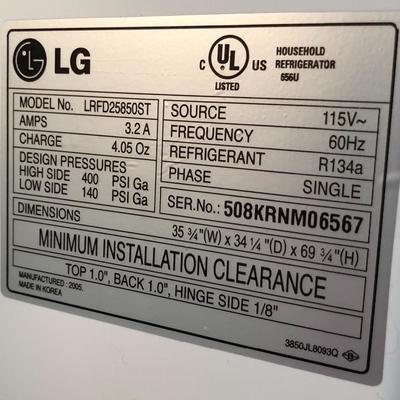 LG
C UL US
LISTED
HOUSEHOLD
REFRIGERATOR
656U
MODEL No. LRFD25850ST
AMPS 3.2 A
CHARGE 4.05 Oz
DESIGN PRESSURES
HIGH SIDE 400 PSI Ga
LOW SIDE 140 PSI Ga
SOURCE 115V~
FREQUENCY 60Hz
REFRIGERANT R134a
PHASE SINGLE
SER.No.: 508KRNM06567
DIMENSIONS 35 3/4"(W) x 34 1/4"(D) x 69 3/4"(H)
MINIMUM INSTALLATION CLEARANCE
TOP 1.0", BACK 1.0", HINGE SIDE 1/8"
MANUFACTURED : 2005.
MADE IN KOREA
3850JL8093Q B